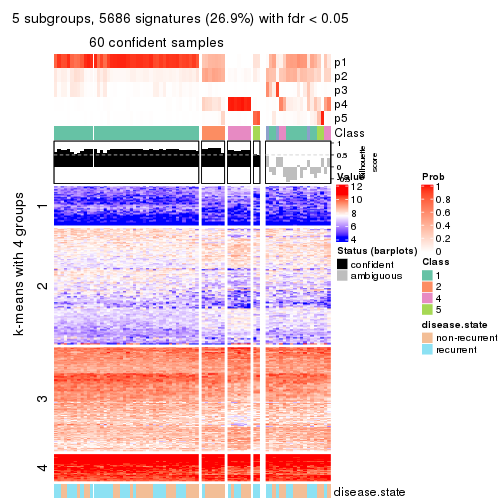 5 subgroups, 5686 signatures (26.9%) with fdr < 0.05
60 confident samples
p1
p2
p3
p4
p5
Class
1
0.5
0
Silhouette
score
k-means with 4 groups
1
2
3
4
disease.state
Value
12
10
8
6
4
Status (barplots)
confident
ambiguous
Prob
1
0.8
0.6
0.4
0.2
0
Class
1
2
4
5
disease.state
non-recurrent
recurrent